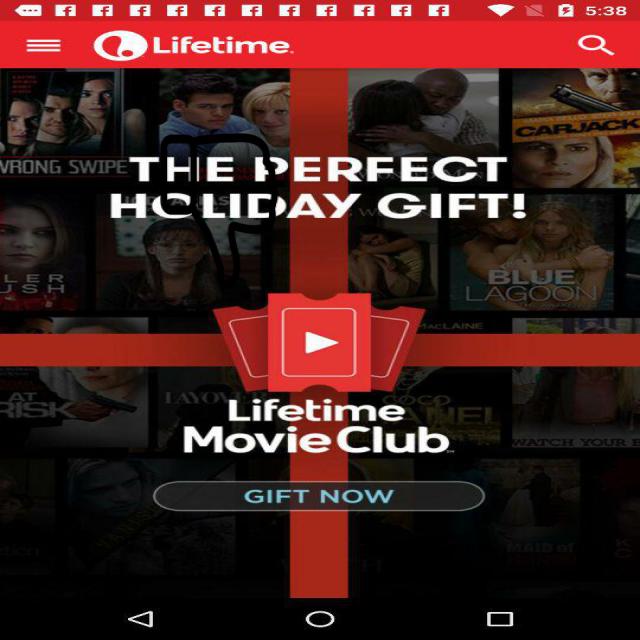 5:38
Lifetime
WRONG SWIPE
CARJACK
THE PERFECT
HOLIDAY GIFT!
BLUE
LAGOON
MACLAINE
AT
RISK
LAYOV
COCO
WATCH YOUR B
Lifetime
Movie Club
GIFT NOW
MAID of